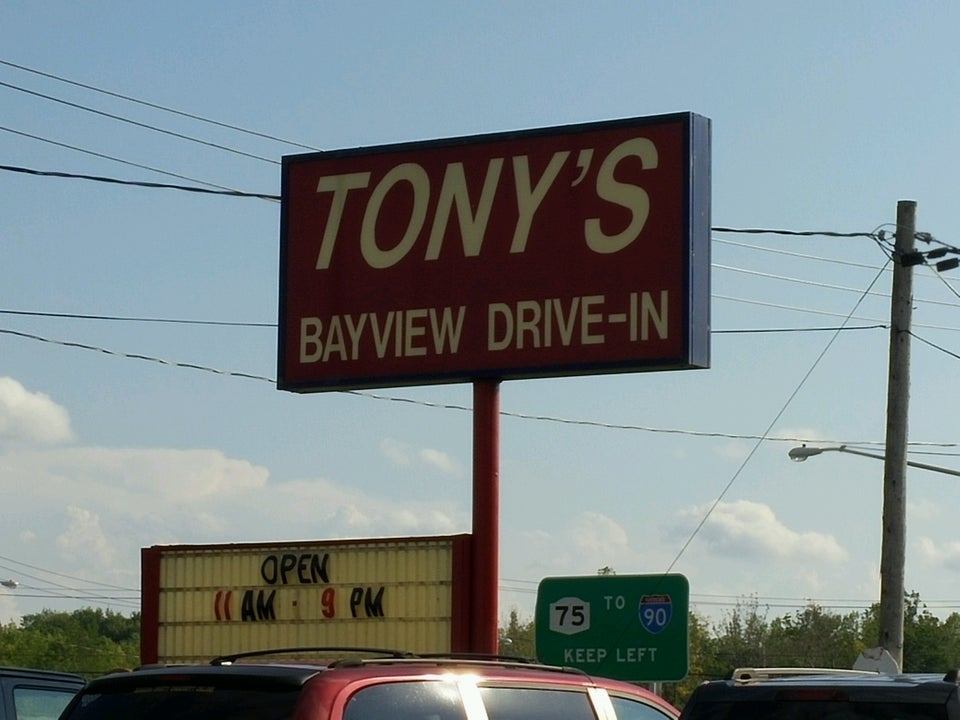 TONY'S
BAYVIEW DRIVE-IN
OPEN
11 AM - 9 PM
75 TO 90
KEEP LEFT